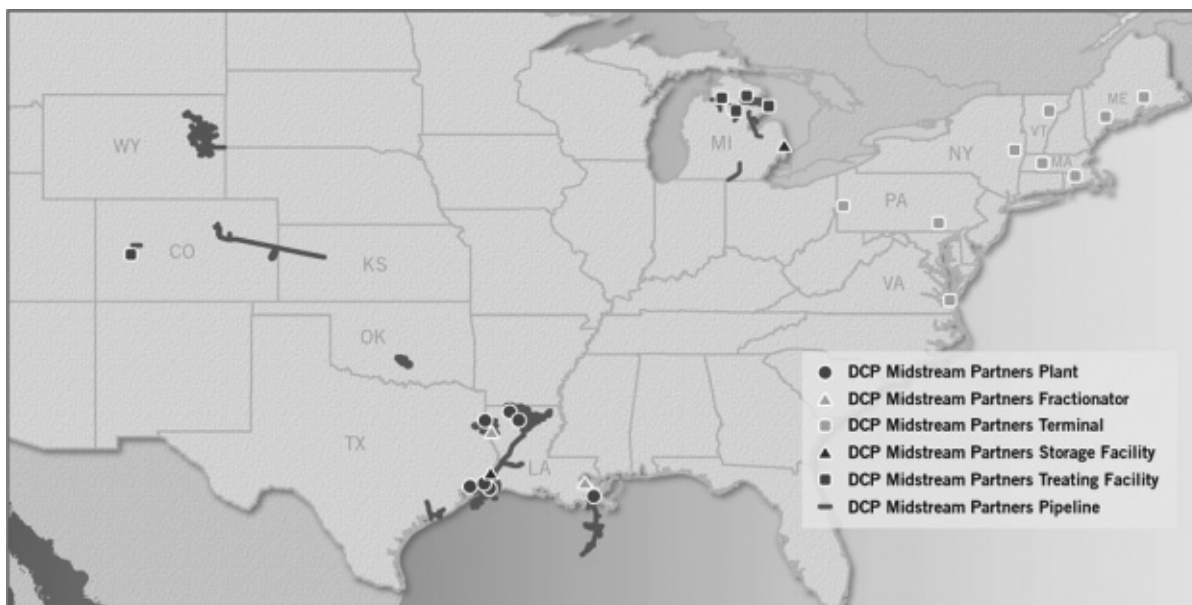 ME
VT
WY
MI
NY
MA
PA
CO
KS
VA
OK
DCP Midstream Partners Plant
DCP Midstream Partners Fractionator
DCP Midstream Partners Terminal
TX
DCP Midstream Partners Storage Facility
LA
DCP Midstream Partners Treating Facility
DCP Midstream Partners Pipeline